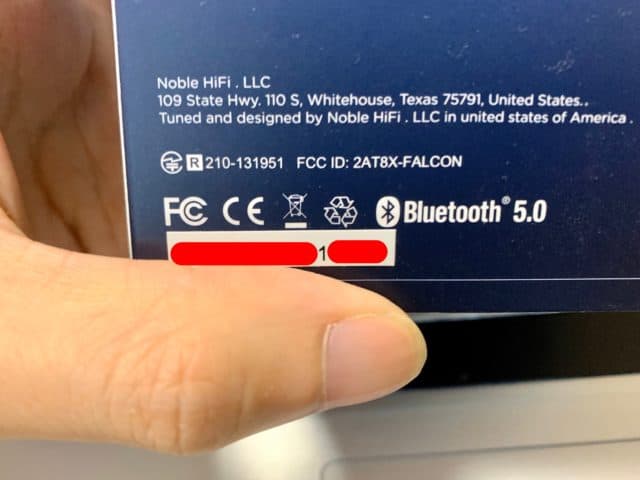 Noble HiFi . LLC
109 State Hwy. 110 S, Whitehouse, Texas 75791, United States..
Tuned and designed by Noble HiFi . LLC in united states of America .
R 210-131951 FCC ID: 2AT8X-FALCON
FC CE Bluetooth® 5.0
1